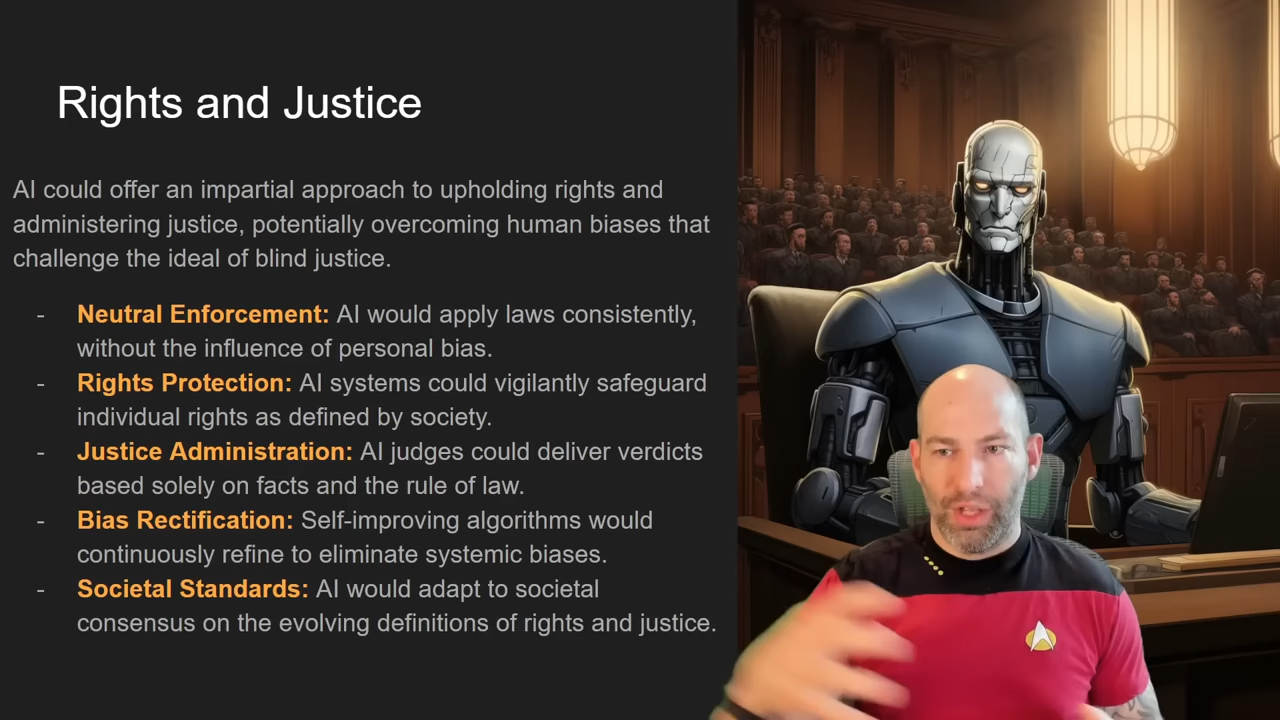 Rights and Justice
AI could offer an impartial approach to upholding rights and
administering justice, potentially overcoming human biases that
challenge the ideal of blind justice.
- Neutral Enforcement: AI would apply laws consistently,
without the influence of personal bias.
- Rights Protection: AI systems could vigilantly safeguard
individual rights as defined by society.
- Justice Administration: AI judges could deliver verdicts
based solely on facts and the rule of law.
- Bias Rectification: Self-improving algorithms would
continuously refine to eliminate systemic biases.
- Societal Standards: AI would adapt to societal
consensus on the evolving definitions of rights and justice.